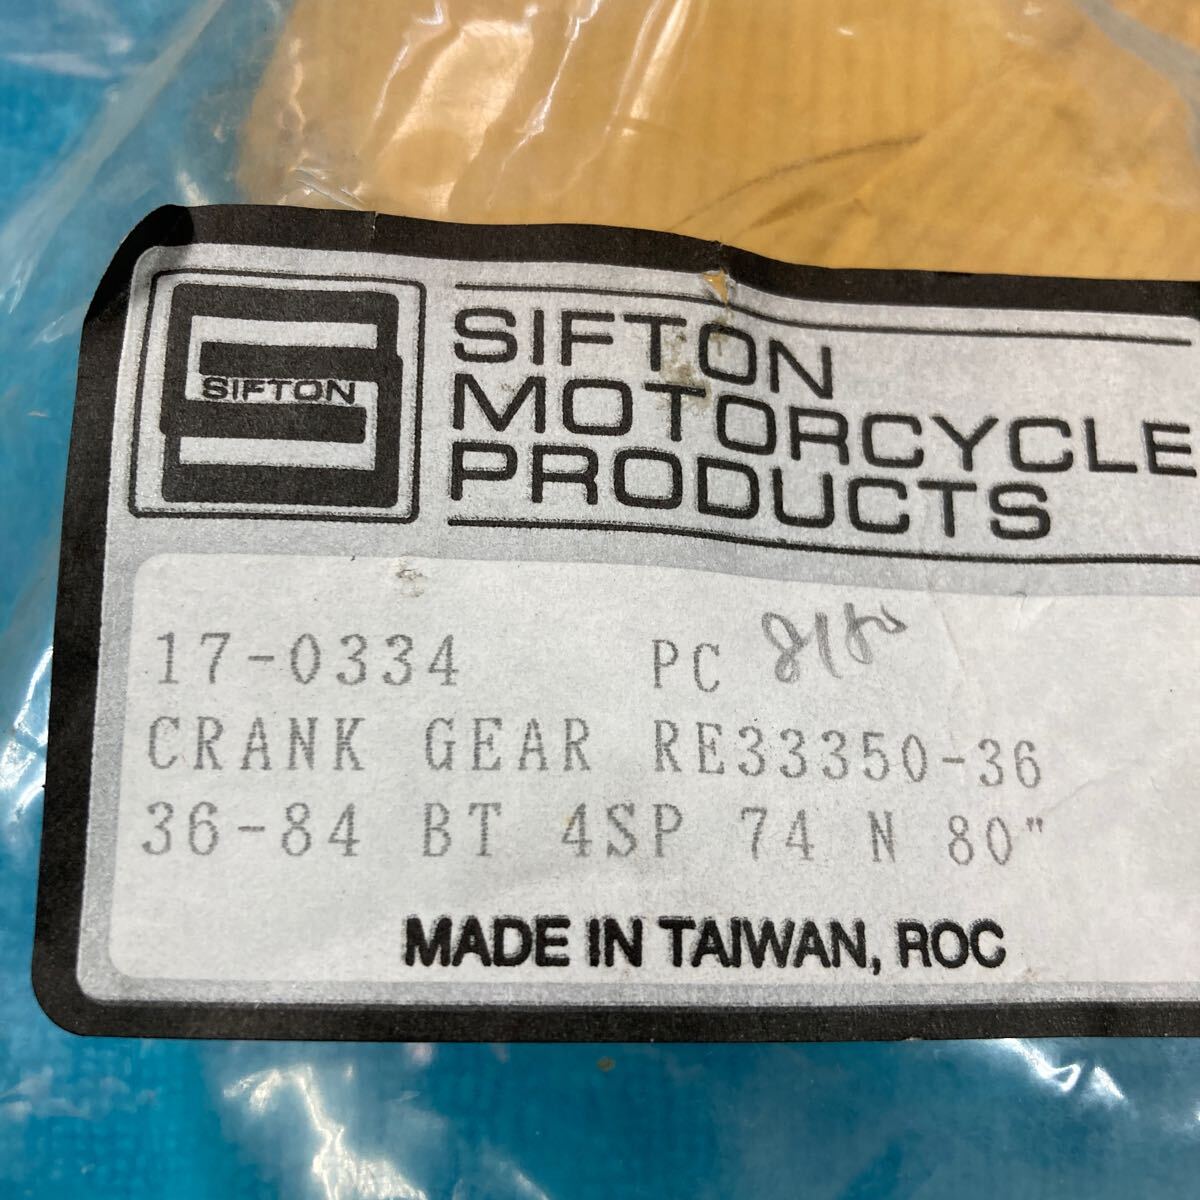 SIFTON
SIFTON
MOTORCYCLE
PRODUCTS
17-0334 PC
CRANK GEAR RE33350-36
36-84 BT 4SP 74 N 80"
MADE IN TAIWAN, ROC